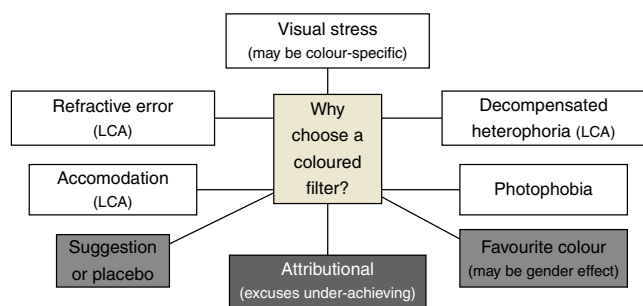 Visual stress
(may be colour-specific)
Refractive error
(LCA)
Why
choose a
coloured
filter?
Decompensated
heterophoria (LCA)
Accomodation
(LCA)
Photophobia
Suggestion
or placebo
Attributional
(excuses under-achieving)
Favourite colour
(may be gender effect)